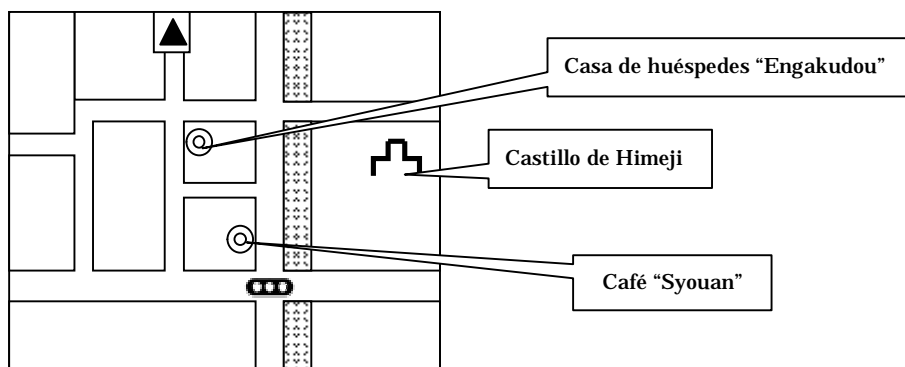 Casa de huéspedes “Engakudou”
Castillo de Himeji
Café “Syouan”